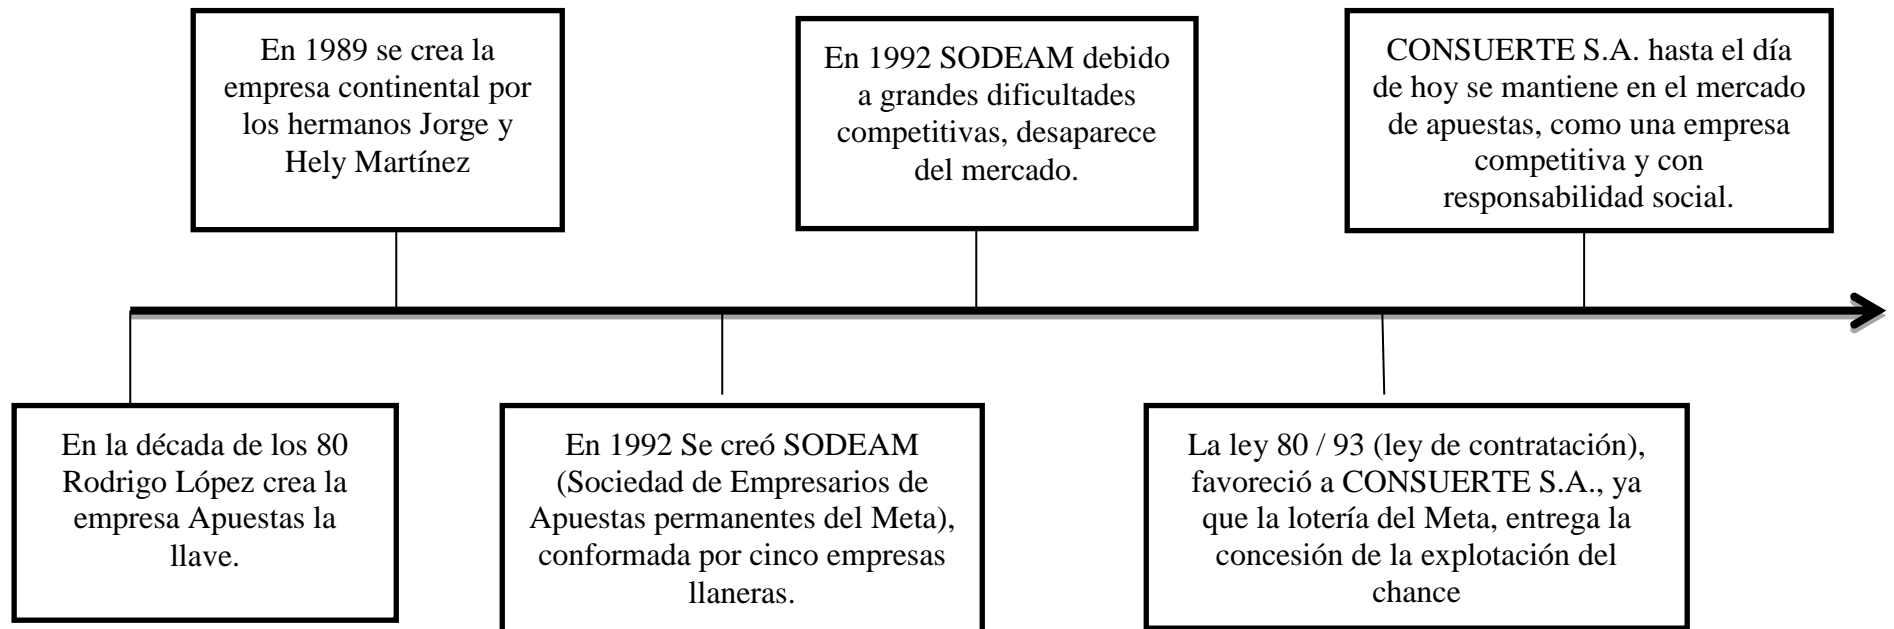 En 1989 se crea la
empresa continental por
los hermanos Jorge y
Hely Martínez
En 1992 SODEAM debido
a grandes dificultades
competitivas, desaparece
del mercado.
CONSUERTE S.A. hasta el día
de hoy se mantiene en el mercado
de apuestas, como una empresa
competitiva y con
responsabilidad social.
En la década de los 80
Rodrigo López crea la
empresa Apuestas la
llave.
En 1992 Se creó SODEAM
(Sociedad de Empresarios de
Apuestas permanentes del Meta),
conformada por cinco empresas
llaneras.
La ley 80 / 93 (ley de contratación),
favoreció a CONSUERTE S.A., ya
que la lotería del Meta, entrega la
concesión de la explotación del
chance